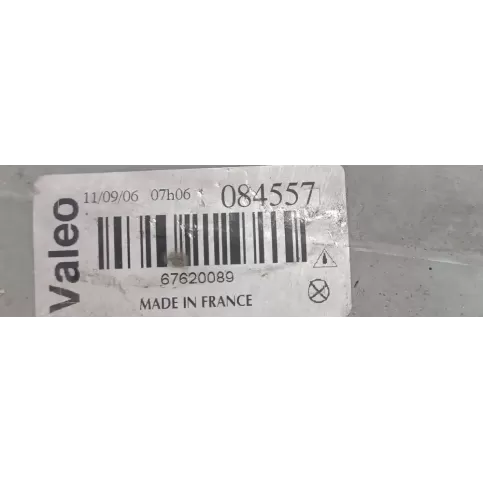 Valeo
11/09/06 07h06 084557
67620089
MADE IN FRANCE